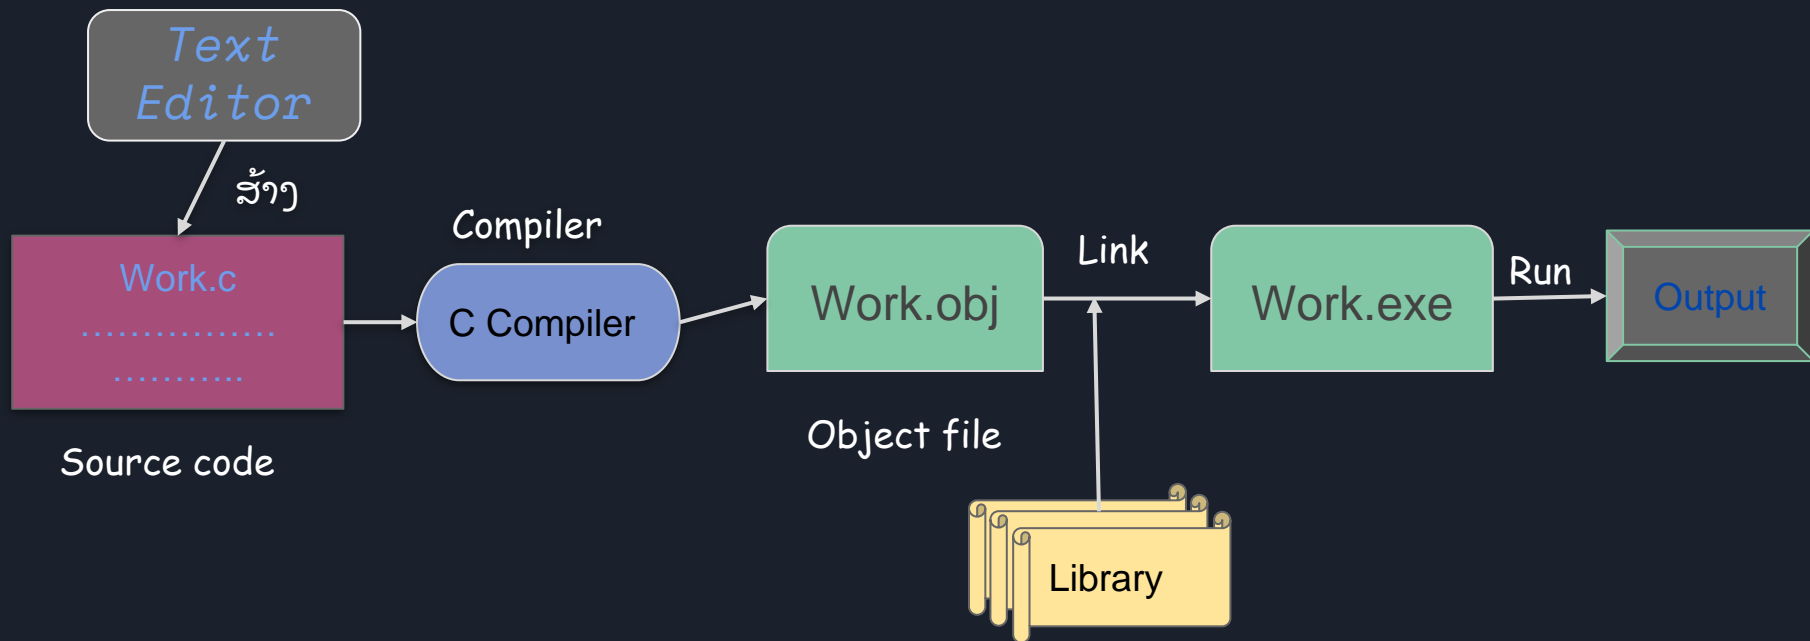 Text
Editor
ສ້າງ
Work.c
................
...........
Source code
Compiler
C Compiler
Work.obj
Object file
Link
Library
Work.exe
Run
Output